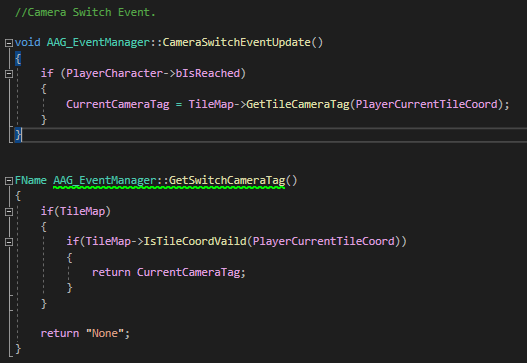 //Camera Switch Event.
void AAG_EventManager::CameraSwitchEventUpdate()
{
if (PlayerCharacter->bIsReached)
{
CurrentCameraTag = TileMap->GetTileCameraTag(PlayerCurrentTileCoord);
}
}
FName AAG_EventManager::GetSwitchCameraTag()
{
if(TileMap)
{
if(TileMap->IsTileCoordVaild(PlayerCurrentTileCoord))
{
return CurrentCameraTag;
}
}
return "None";
}